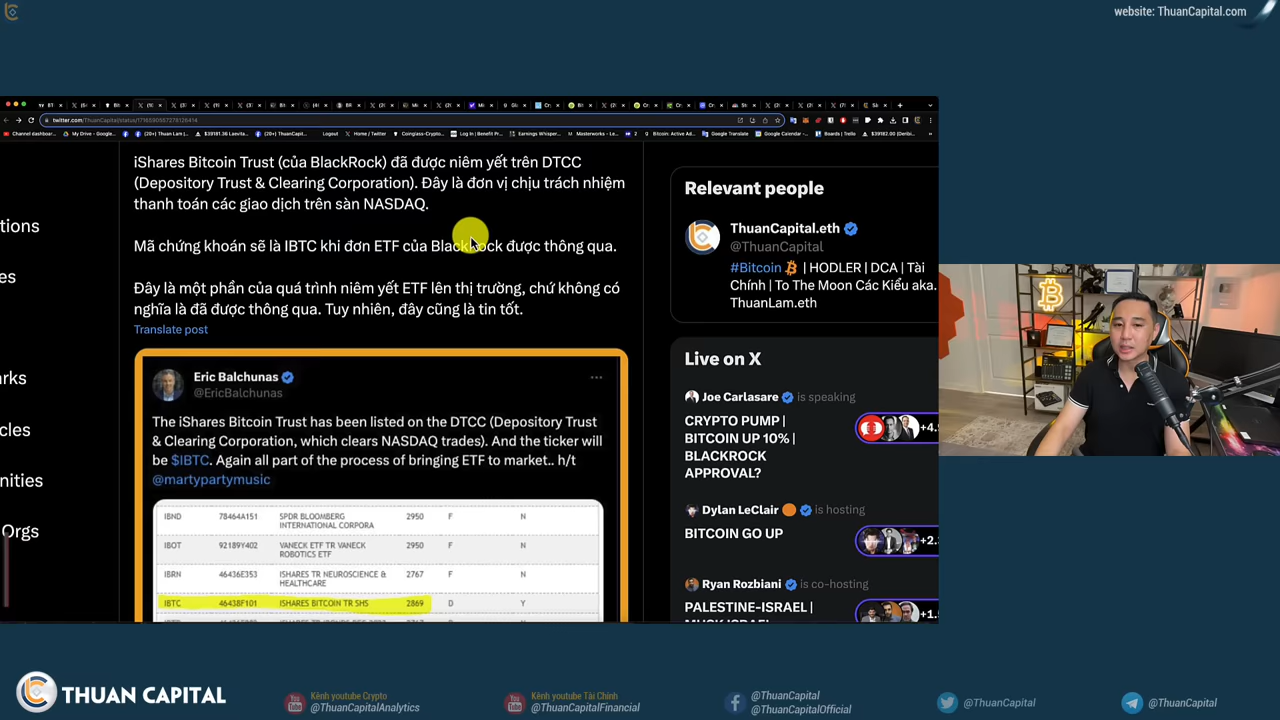 website: ThuanCapital.com
twitter.com/ThuanCapital/status/1716590567278126414
iShares Bitcoin Trust (của BlackRock) đã được niêm yết trên DTCC
(Depository Trust & Clearing Corporation). Đây là đơn vị chịu trách nhiệm
thanh toán các giao dịch trên sàn NASDAQ.
Mã chứng khoán sẽ là IBTC khi đơn ETF của BlackRock được thông qua.
Đây là một phần của quá trình niêm yết ETF lên thị trường, chứ không có
nghĩa là đã được thông qua. Tuy nhiên, đây cũng là tin tốt.
Translate post
Eric Balchunas
@EricBalchunas
The iShares Bitcoin Trust has been listed on the DTCC (Depository Trust
& Clearing Corporation, which clears NASDAQ trades). And the ticker will
be $IBTC. Again all part of the process of bringing ETF to market.. h/t
@martypartymusic
IBND 78464A151 SPDR BLOOMBERG INTERNATIONAL CORPORA 2950 F N
IBOT 92189Y402 VANECK ETF TR VANECK ROBOTICS ETF 2950 F N
IBRN 46436E353 ISHARES TR NEUROSCIENCE & HEALTHCARE 2767 F N
IBTC 46438F101 ISHARES BITCOIN TR SHS 2869 D Y
Relevant people
ThuanCapital.eth
@ThuanCapital
#Bitcoin | HODLER | DCA | Tài
Chính | To The Moon Các Kiểu aka.
ThuanLam.eth
Live on X
Joe Carlasare is speaking
CRYPTO PUMP |
BITCOIN UP 10% |
BLACKROCK
APPROVAL?
Dylan LeClair is hosting
BITCOIN GO UP
+2.
Ryan Rozbiani is co-hosting
PALESTINE-ISRAEL |
THUAN CAPITAL
Kênh youtube Crypto
@ThuanCapitalAnalytics
Kênh youtube Tài Chính
@ThuanCapitalFinancial
@ThuanCapital
@ThuanCapitalOfficial
@ThuanCapital
@ThuanCapital